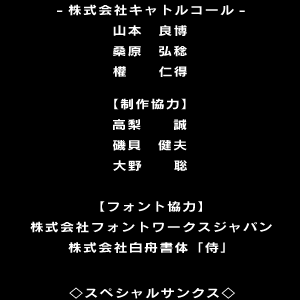 - 株式会社キャトルコール -
山本　良博
桑原　弘稔
權　　仁得
【制作協力】
高梨　　誠
磯貝　健夫
大野　　聡
【フォント協力】
株式会社フォントワークスジャパン
株式会社白舟書体「侍」
◇スペシャルサンクス◇